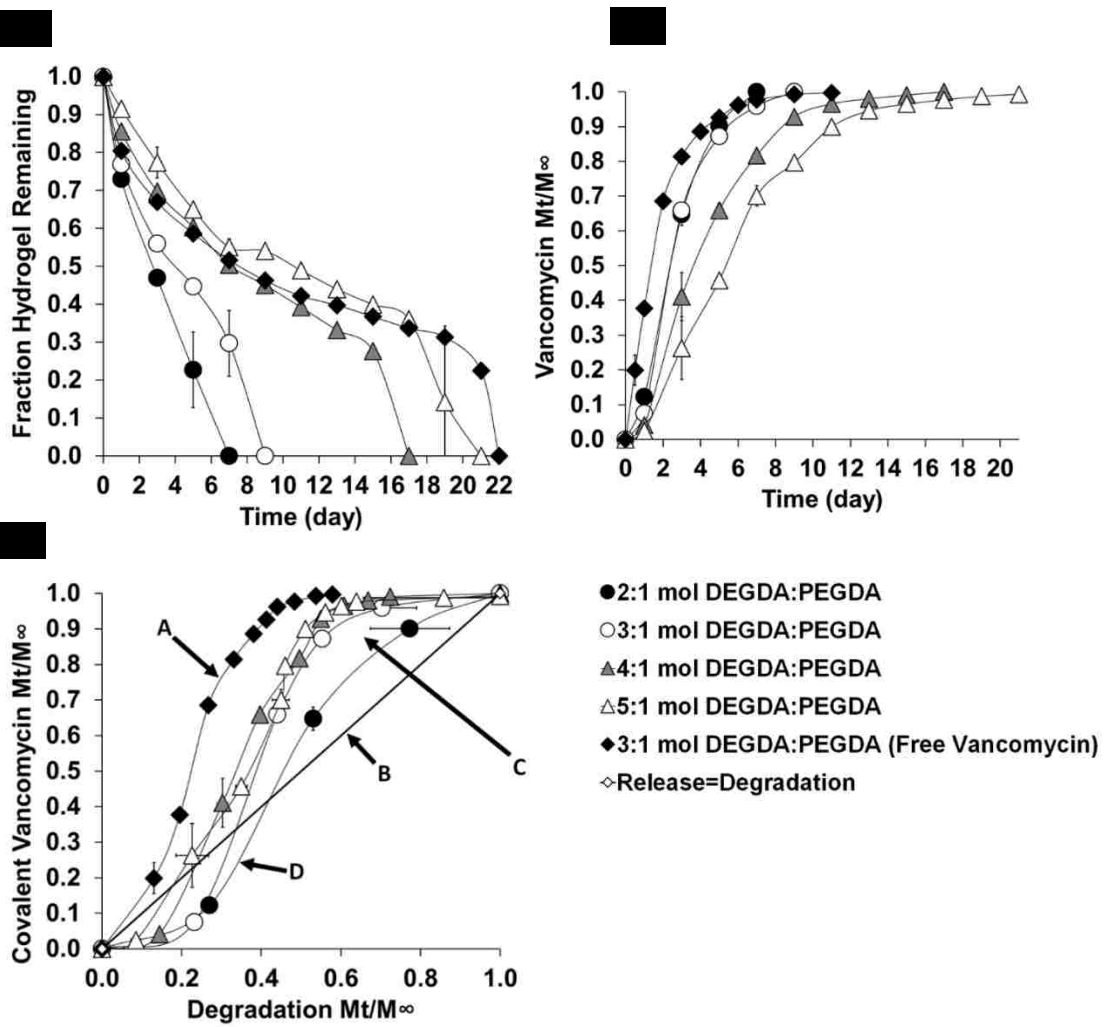 Fraction Hydrogel Remaining
1.0
0.9
0.8
0.7
0.6
0.5
0.4
0.3
0.2
0.1
0.0
0 2 4 6 8 10 12 14 16 18 20 22
Time (day)
Vancomycin Mt/M∞
1.0
0.9
0.8
0.7
0.6
0.5
0.4
0.3
0.2
0.1
0.0
0 2 4 6 8 10 12 14 16 18 20
Time (day)
Covalent Vancomycin Mt/M∞
1.0
0.9
0.8
0.7
0.6
0.5
0.4
0.3
0.2
0.1
0.0
0.0 0.2 0.4 0.6 0.8 1.0
Degradation Mt/M∞
A
B
C
D
2:1 mol DEGDA:PEGDA
3:1 mol DEGDA:PEGDA
4:1 mol DEGDA:PEGDA
5:1 mol DEGDA:PEGDA
3:1 mol DEGDA:PEGDA (Free Vancomycin)
Release=Degradation